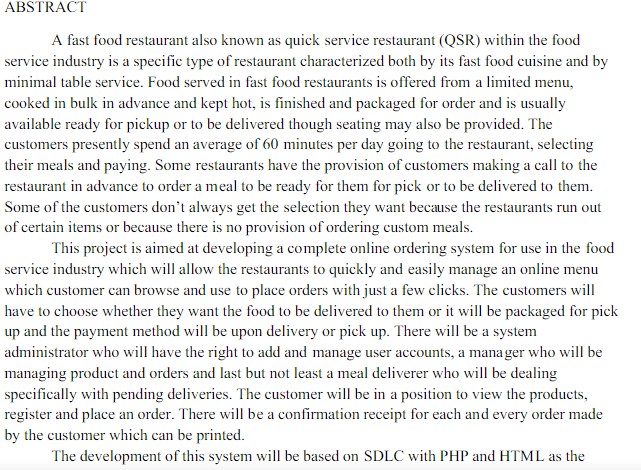 ABSTRACT
A fast food restaurant also known as quick service restaurant (QSR) within the food
service industry is a specific type of restaurant characterized both by its fast food cuisine and by
minimal table service. Food served in fast food restaurants is offered from a limited menu,
cooked in bulk in advance and kept hot, is finished and packaged for order and is usually
available ready for pickup or to be delivered though seating may also be provided. The
customers presently spend an average of 60 minutes per day going to the restaurant, selecting
their meals and paying. Some restaurants have the provision of customers making a call to the
restaurant in advance to order a meal to be ready for them for pick or to be delivered to them.
Some of the customers don’t always get the selection they want because the restaurants run out
of certain items or because there is no provision of ordering custom meals.
This project is aimed at developing a complete online ordering system for use in the food
service industry which will allow the restaurants to quickly and easily manage an online menu
which customer can browse and use to place orders with just a few clicks. The customers will
have to choose whether they want the food to be delivered to them or it will be packaged for pick
up and the payment method will be upon delivery or pick up. There will be a system
administrator who will have the right to add and manage user accounts, a manager who will be
managing product and orders and last but not least a meal deliverer who will be dealing
specifically with pending deliveries. The customer will be in a position to view the products,
register and place an order. There will be a confirmation receipt for each and every order made
by the customer which can be printed.
The development of this system will be based on SDLC with PHP and HTML as the